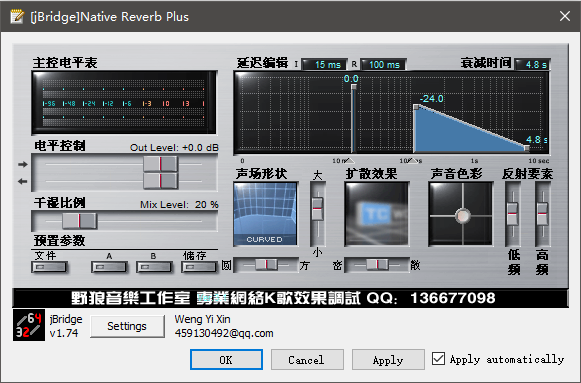 [jBridge]Native Reverb Plus
主控电平表
延迟编辑 I 15 ms R 100 ms 衰减时间 4.8 s
-96 -48 -24 -12 -6 -3 10 13 5
0.0
-24.0
4.8 s
电平控制 Out Level: +0.0 dB
0 10 m 100 m 1s 10 sec
声场形状 大 扩散效果 声音色彩 反射要素
干湿比例 Mix Level: 20 %
CURVED
小
低频 高频
预置参数
文件 A B 储存
圆 方 密 散
野狼音樂工作室 專業網絡K歌效果調試 QQ：136677098
64
32
jBridge
v1.74
Settings
Weng Yi Xin
459130492@qq.com
OK Cancel Apply Apply automatically